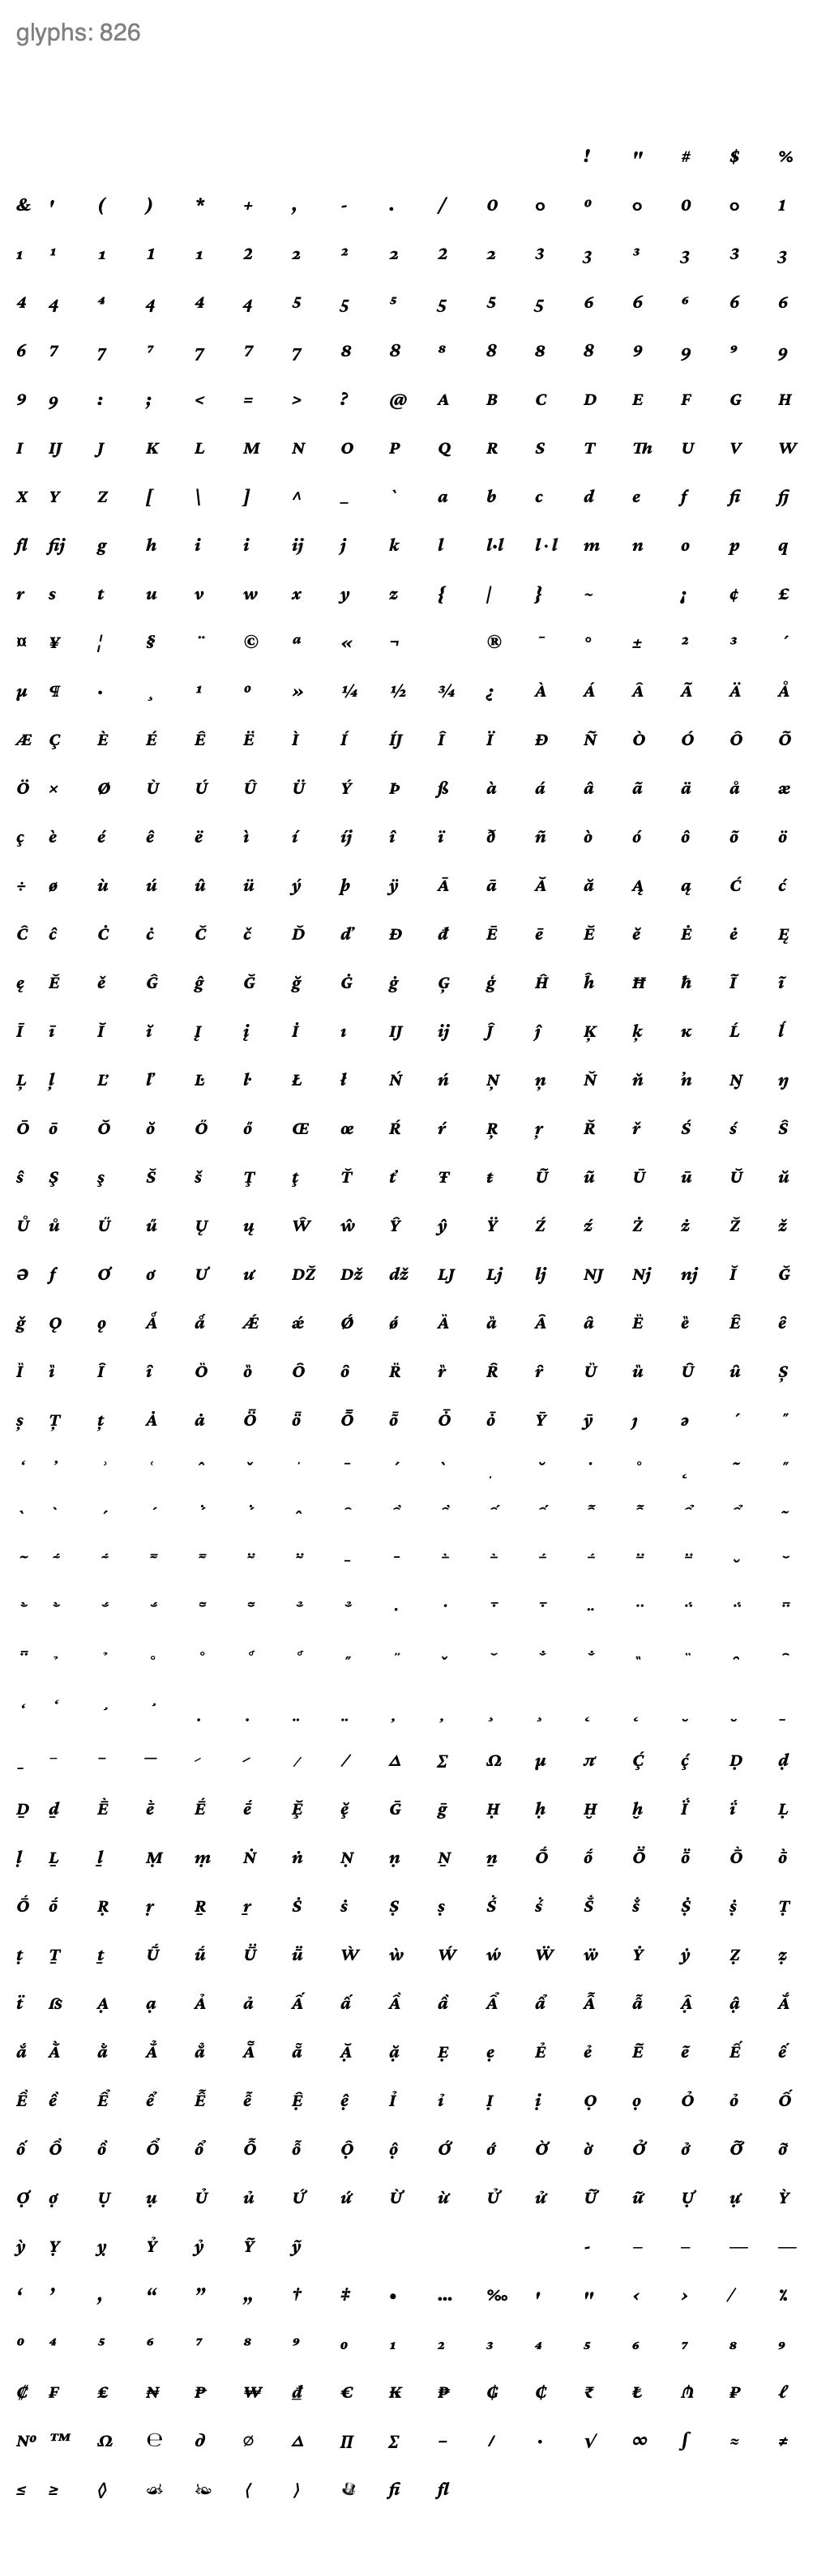 glyphs: 826
! " # $ %
& ' ( ) * + , - . / 0 o º o 0 o 1
1 ¹ 1 1 1 2 2 ² 2 2 2 3 3 ³ 3 3 3
4 4 ⁴ 4 4 4 5 5 ⁵ 5 5 5 6 6 ⁶ 6 6
6 7 7 ⁷ 7 7 7 8 8 ⁸ 8 8 8 9 9 ⁹ 9
9 9 : ; < = > ? @ A B C D E F G H
I IJ J K L M N O P Q R S T Th U V W
X Y Z [ \ ] ^ _ ` a b c d e f fi fj
fl fij g h i i ij j k l l·l l·l m n o p q
r s t u v w x y z { | } ~ ¡ ¢ £
¤ ¥ ¦ § ¨ © ª « ¬ ® ¯ ° ± ² ³ ´
µ ¶ · ¸ ¹ º » ¼ ½ ¾ ¿ À Á Â Ã Ä Å
Æ Ç È É Ê Ë Ì Í ÍJ Î Ï Ð Ñ Ò Ó Ô Õ
Ö × Ø Ù Ú Û Ü Ý Þ ß à á â ã ä å æ
ç è é ê ë ì í íj î ï ð ñ ò ó ô õ ö
÷ ø ù ú û ü ý þ ÿ Ā ā Ă ă Ą ą Ć ć
Ĉ ĉ Ċ ċ Č č Ď ď Đ đ Ē ē Ĕ ĕ Ė ė Ę
ę Ě ě Ĝ ĝ Ğ ğ Ġ ġ Ģ ģ Ĥ ĥ Ħ ħ Ĩ ĩ
Ī ī Ĭ ĭ Į į İ ı IJ ij Ĵ ĵ Ķ ķ ĸ Ĺ ĺ
Ļ ļ Ľ ľ Ŀ ŀ Ł ł Ń ń Ņ ņ Ň ň ŉ Ŋ ŋ
Ō ō Ŏ ŏ Ő ő Œ œ Ŕ ŕ Ŗ ŗ Ř ř Ś ś Ŝ
ŝ Ş ş Š š Ţ ţ Ť ť Ŧ ŧ Ũ ũ Ū ū Ŭ ŭ
Ů ů Ű ű Ų ų Ŵ ŵ Ŷ ŷ Ÿ Ź ź Ż ż Ž ž
Ə ƒ Ơ ơ Ư ư DŽ Dž dž LJ Lj lj NJ Nj nj Ǐ Ǧ
ǧ Ǫ ǫ Ǻ ǻ Ǽ ǽ Ǿ ǿ Ȁ ȁ Ȃ ȃ Ȅ ȅ Ȇ ȇ
Ȉ ȉ Ȋ ȋ Ȍ ȍ Ȏ ȏ Ȑ ȑ Ȓ ȓ Ȕ ȕ Ȗ ȗ Ș
ș Ț ț Ȧ ȧ Ȫ ȫ Ȭ ȭ Ȱ ȱ Ȳ ȳ ȷ ə ʹ ʺ
Δ Σ Ω μ π Ḉ ḉ Ḍ ḍ
Ḏ ḏ Ḕ ḕ Ḗ ḗ Ḝ ḝ Ḡ ḡ Ḥ ḥ Ḫ ḫ Ḯ ḯ Ḷ
ḷ Ḻ ḻ Ṃ ṃ Ṅ ṅ Ṇ ṇ Ṉ ṉ Ṍ ṍ Ṏ ṏ Ṑ ṑ
Ṓ ṓ Ṛ ṛ Ṟ ṟ Ṡ ṡ Ṣ ṣ Ṥ ṥ Ṧ ṧ Ṩ ṩ Ṭ
ṭ Ṯ ṯ Ṹ ṹ Ṻ ṻ Ẁ ẁ Ẃ ẃ Ẅ ẅ Ẏ ẏ Ẓ ẓ
ẗ ẞ Ạ ạ Ả ả Ấ ấ Ầ ầ Ẩ ẩ Ẫ ẫ Ậ ậ Ắ
ắ Ằ ằ Ẳ ẳ Ẵ ẵ Ặ ặ Ẹ ẹ Ẻ ẻ Ẽ ẽ Ế ế
Ề ề Ể ể Ễ ễ Ệ ệ Ỉ ỉ Ị ị Ọ ọ Ỏ ỏ Ố
ố Ồ ồ Ổ ổ Ỗ ỗ Ộ ộ Ớ ớ Ờ ờ Ở ở Ỡ ỡ
Ợ ợ Ụ ụ Ủ ủ Ứ ứ Ừ ừ Ử ử Ữ ữ Ự ự Ỳ
ỳ Ỵ ỵ Ỷ ỷ Ỹ ỹ - – – — —
‘ ’ ‚ “ ” „ † ‡ • … ‰ ′ ″ ‹ › ⁄ ⁒
⁰ ⁴ ⁵ ⁶ ⁷ ⁸ ⁹ ₀ ₁ ₂ ₃ ₄ ₅ ₆ ₇ ₈ ₉
₡ ₣ ₤ ₦ ₧ ₩ ₫ € ₭ ₱ ₲ ₵ ₹ ₺ ₼ ₽ ℓ
№ ™ Ω ℮ ∂ ∅ ∆ ∏ ∑ − ∕ ∙ √ ∞ ∫ ≈ ≠
≤ ≥ ◊ ☙ ❧ ⟨ ⟩ fi fl